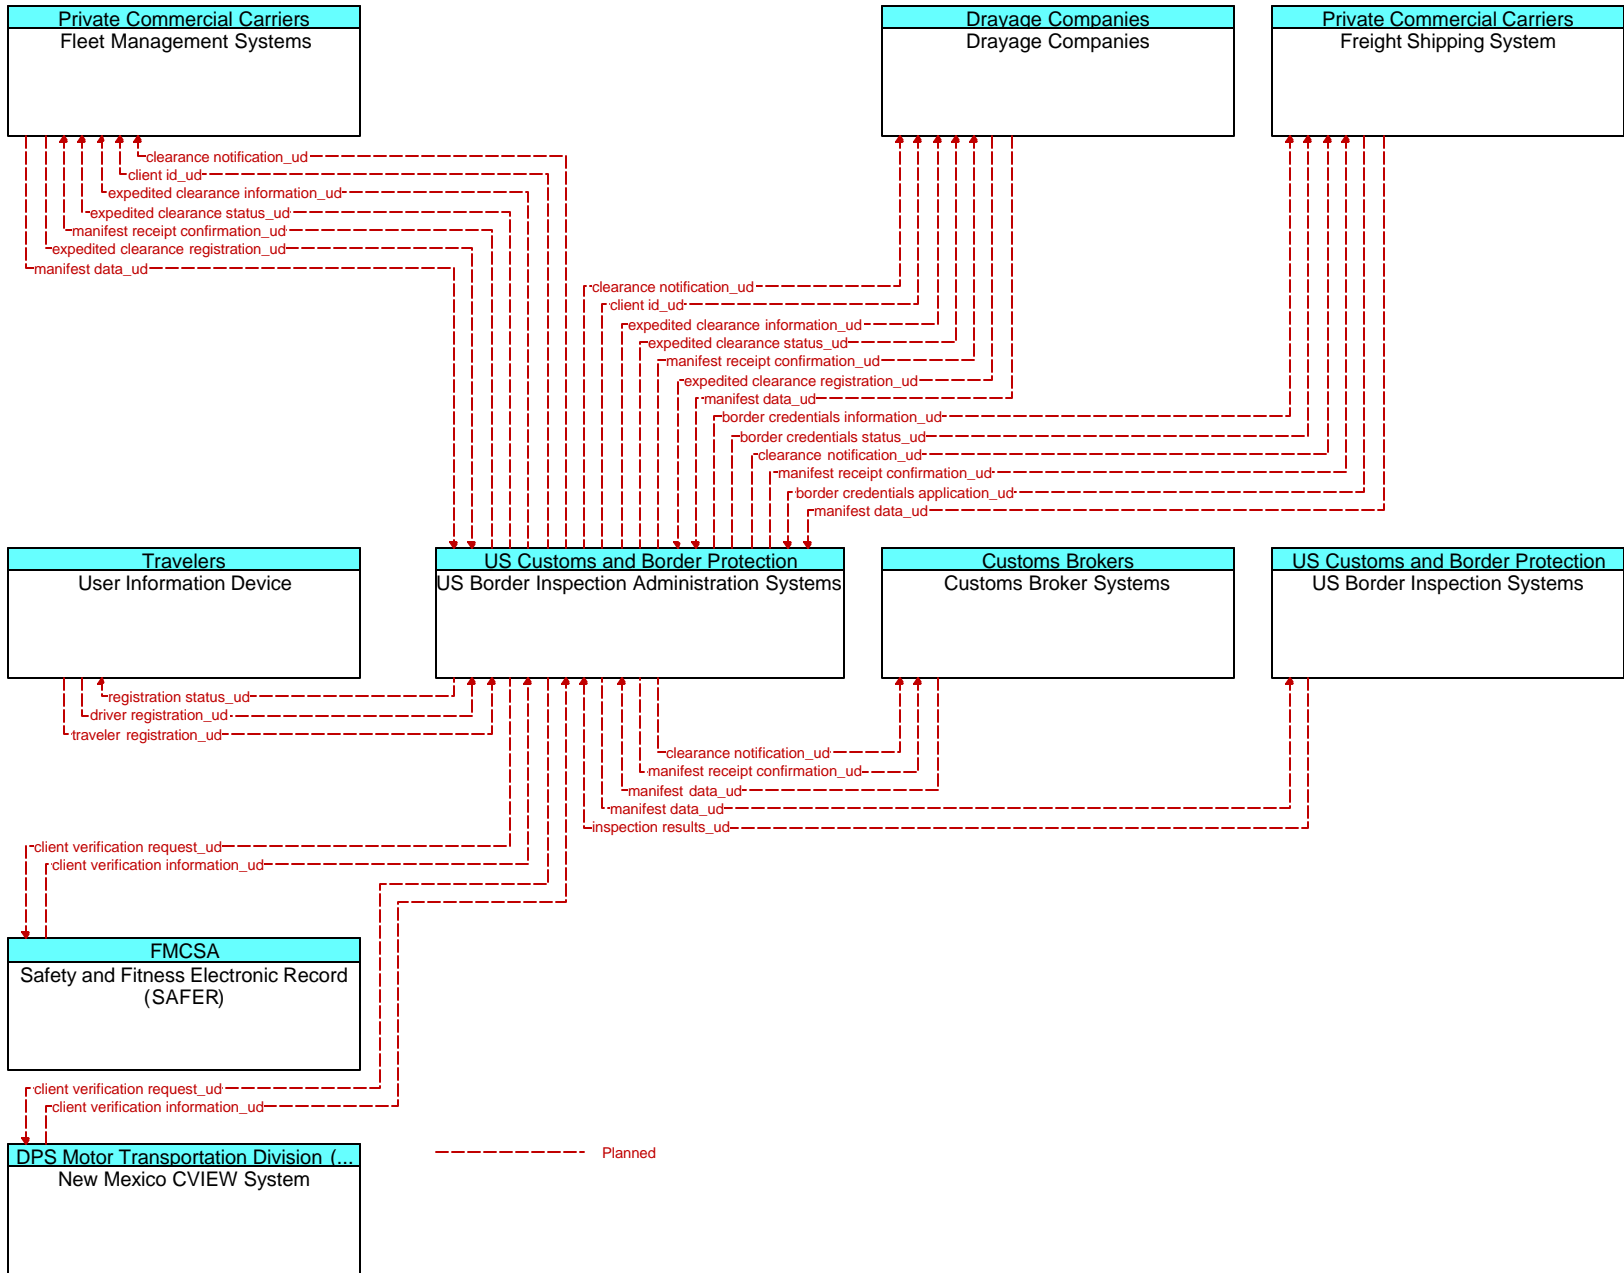 Private Commercial Carriers
Fleet Management Systems
Drayage Companies
Drayage Companies
Private Commercial Carriers
Freight Shipping System
clearance notification_ud
client id_ud
expedited clearance information_ud
expedited clearance status_ud
manifest receipt confirmation_ud
expedited clearance registration_ud
manifest data_ud
clearance notification_ud
client id_ud
expedited clearance information_ud
expedited clearance status_ud
manifest receipt confirmation_ud
expedited clearance registration_ud
manifest data_ud
border credentials information_ud
border credentials status_ud
clearance notification_ud
manifest receipt confirmation_ud
border credentials application_ud
manifest data_ud
Travelers
User Information Device
US Customs and Border Protection
US Border Inspection Administration Systems
Customs Brokers
Customs Broker Systems
US Customs and Border Protection
US Border Inspection Systems
registration status_ud
driver registration_ud
traveler registration_ud
clearance notification_ud
manifest receipt confirmation_ud
manifest data_ud
manifest data_ud
inspection results_ud
client verification request_ud
client verification information_ud
FMCSA
Safety and Fitness Electronic Record
(SAFER)
client verification request_ud
client verification information_ud
DPS Motor Transportation Division (...
New Mexico CVIEW System
Planned